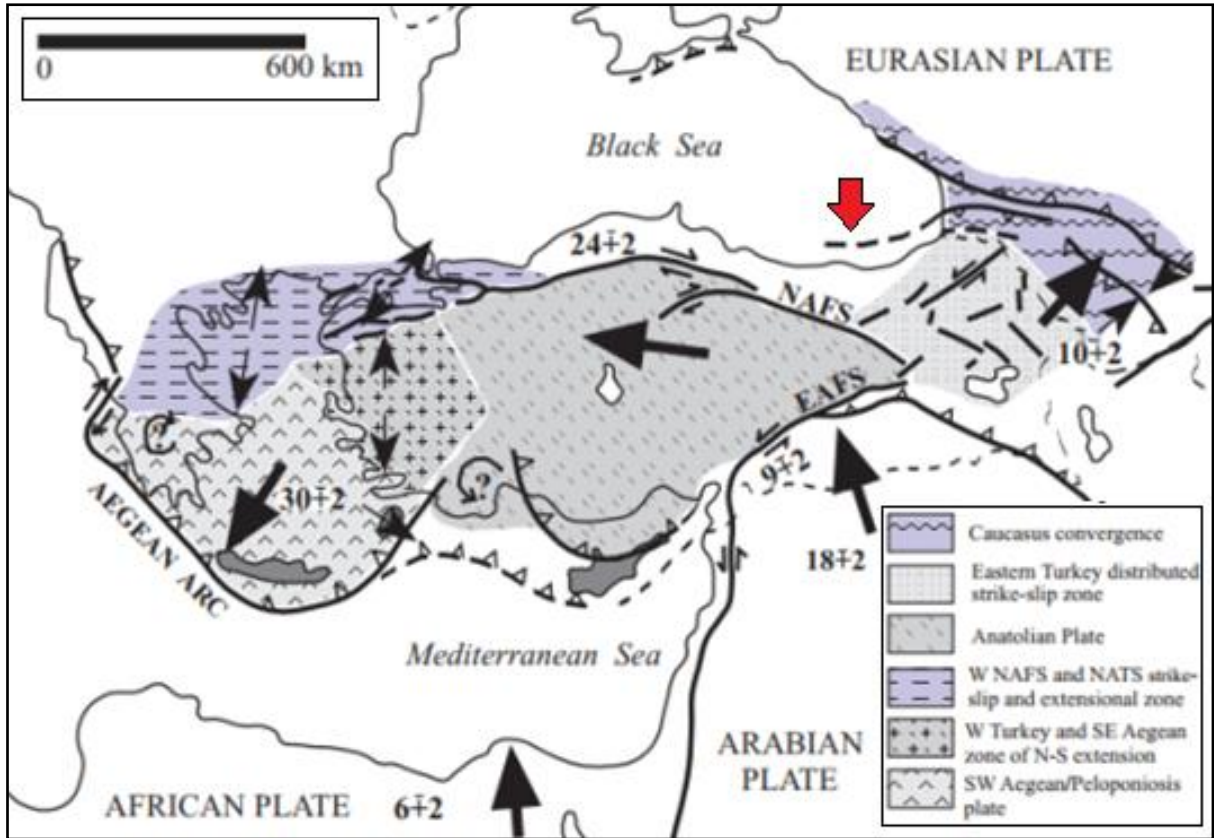 0 600 km
EURASIAN PLATE
Black Sea
24∓2
NAFS
10∓2
EAFS
9∓2
?
?
30∓2
AEGEAN ARC
18∓2
Mediterranean Sea
ARABIAN
PLATE
AFRICAN PLATE
6∓2
Caucasus convergence
Eastern Turkey distributed
strike-slip zone
Anatolian Plate
W NAFS and NATS strike-
slip and extensional zone
W Turkey and SE Aegean
zone of N-S extension
SW Aegean/Peloponiosis
plate